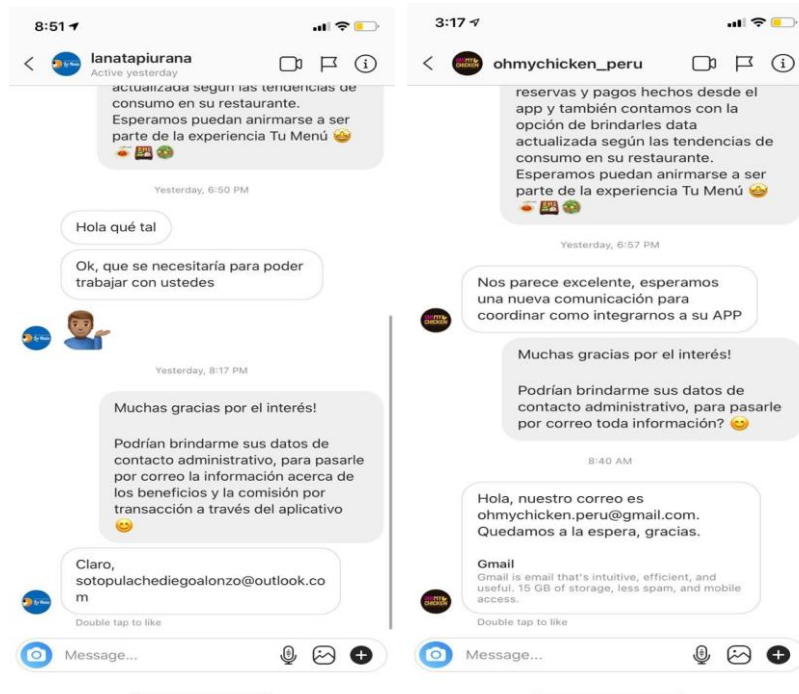 8:51
lanatapiurana
Active yesterday
actualizada según las tendencias de
consumo en su restaurante.
Esperamos puedan animarme a ser
parte de la experiencia Tu Menú
Yesterday, 6:50 PM
Hola qué tal
Ok, que se necesitaría para poder
trabajar con ustedes
Yesterday, 8:17 PM
Muchas gracias por el interés!
Podrían brindarme sus datos de
contacto administrativo, para pasarle
por correo la información acerca de
los beneficios y la comisión por
transacción a través del aplicativo
Claro,
sotopulachediegoalonzo@outlook.co
m
Double tap to like
Message...
3:17
ohmychicken_peru
reservas y pagos hechos desde el
app y también contamos con la
opción de brindarles data
actualizada según las tendencias de
consumo en su restaurante.
Esperamos puedan animarme a ser
parte de la experiencia Tu Menú
Yesterday, 6:57 PM
Nos parece excelente, esperamos
una nueva comunicación para
coordinar como integrarnos a su APP
Muchas gracias por el interés!
Podrían brindarme sus datos de
contacto administrativo, para pasarle
por correo toda información?
8:40 AM
Hola, nuestro correo es
ohmychicken.peru@gmail.com.
Quedamos a la espera, gracias.
Gmail
Gmail is email that's intuitive, efficient, and
useful. 15 GB of storage, less spam, and mobile
access.
Double tap to like
Message...